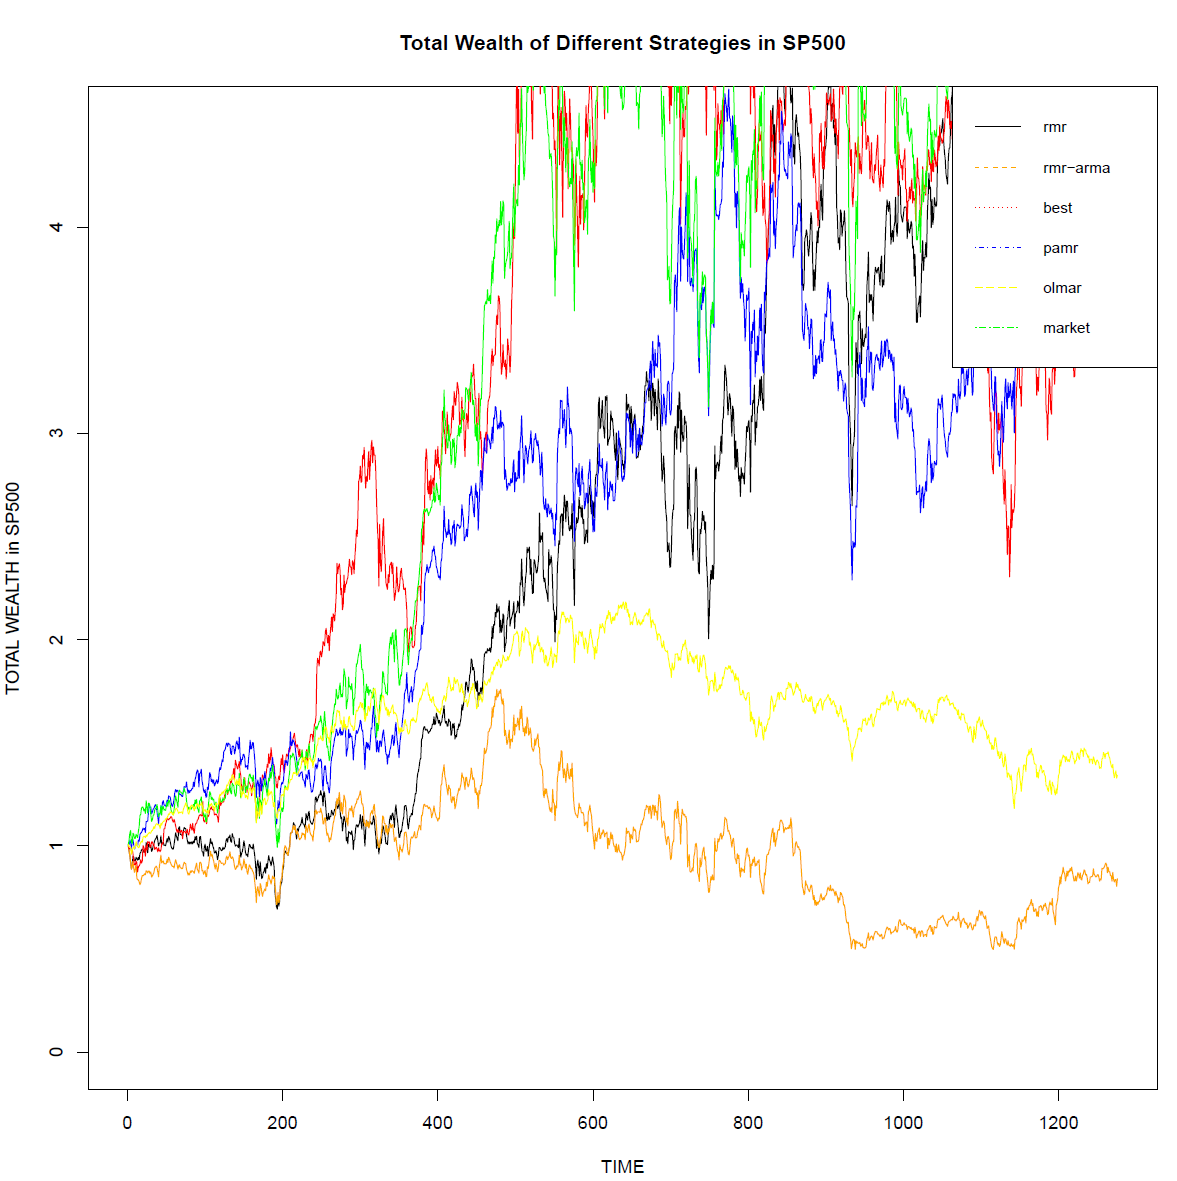 Total Wealth of Different Strategies in SP500
TOTAL WEALTH in SP500
4
3
2
1
0
rmr
rmr−arma
best
pamr
olmar
market
0 200 400 600 800 1000 1200
TIME